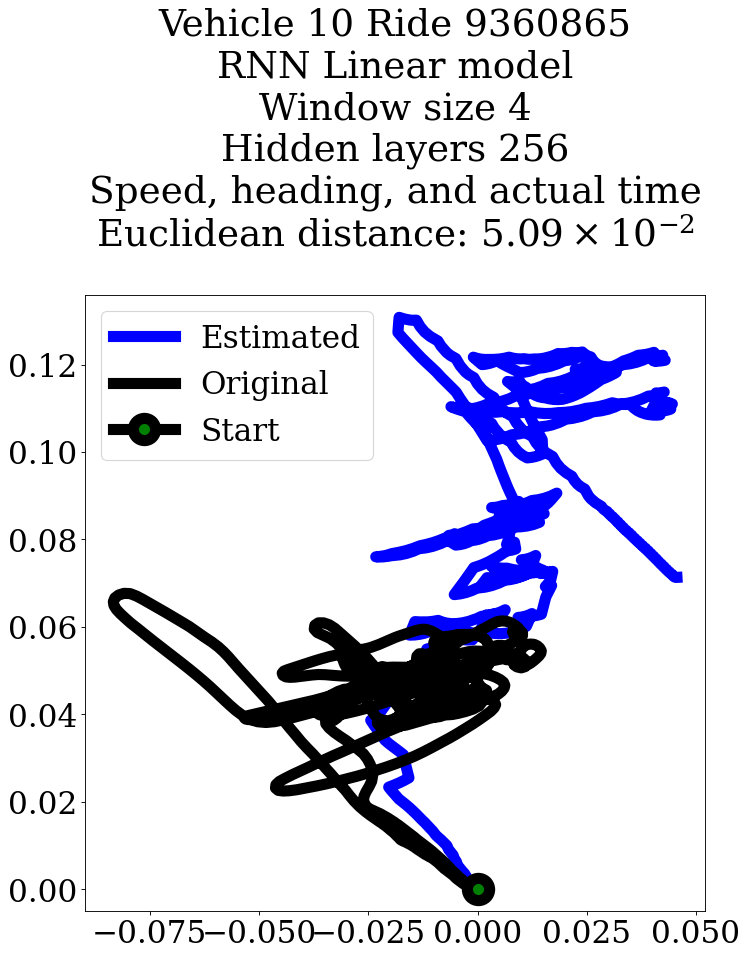 Vehicle 10 Ride 9360865
RNN Linear model
Window size 4
Hidden layers 256
Speed, heading, and actual time
Euclidean distance: 5.09 × 10⁻²
Estimated
Original
Start
0.12
0.10
0.08
0.06
0.04
0.02
0.00
−0.075 −0.050 −0.025 0.000 0.025 0.050